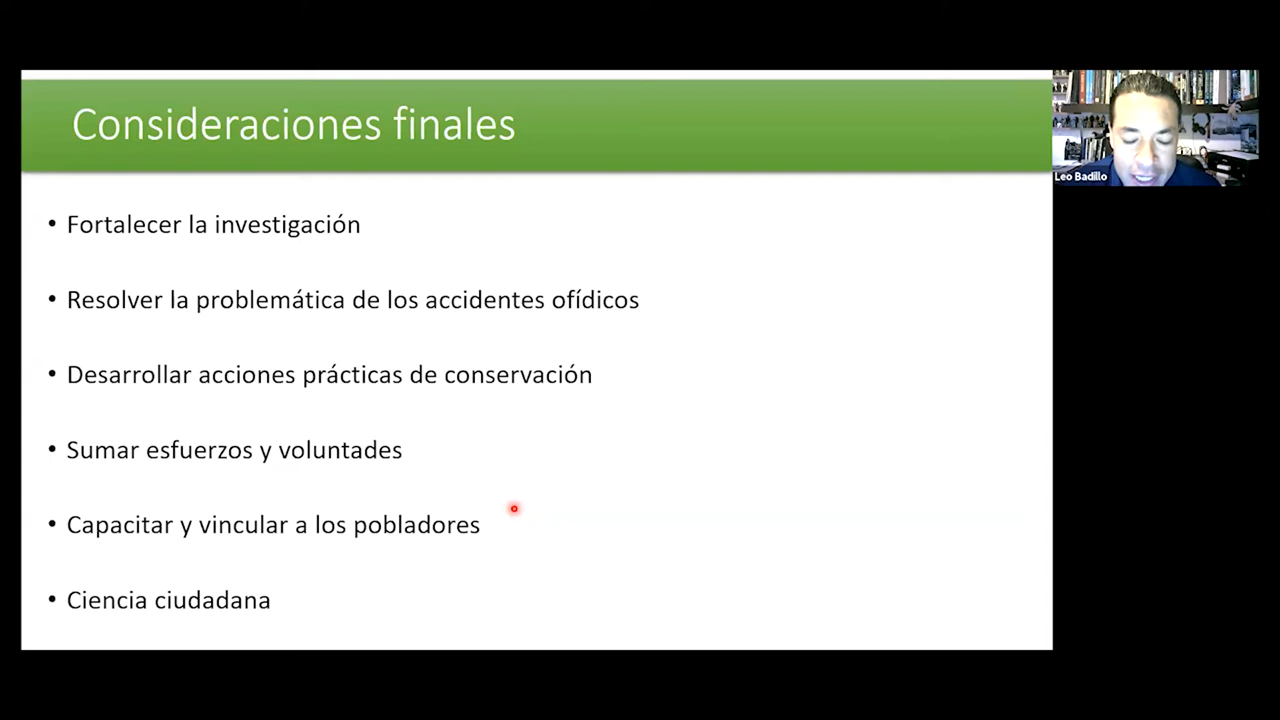 Consideraciones finales
Leo Badillo
• Fortalecer la investigación
• Resolver la problemática de los accidentes ofídicos
• Desarrollar acciones prácticas de conservación
• Sumar esfuerzos y voluntades
• Capacitar y vincular a los pobladores
• Ciencia ciudadana